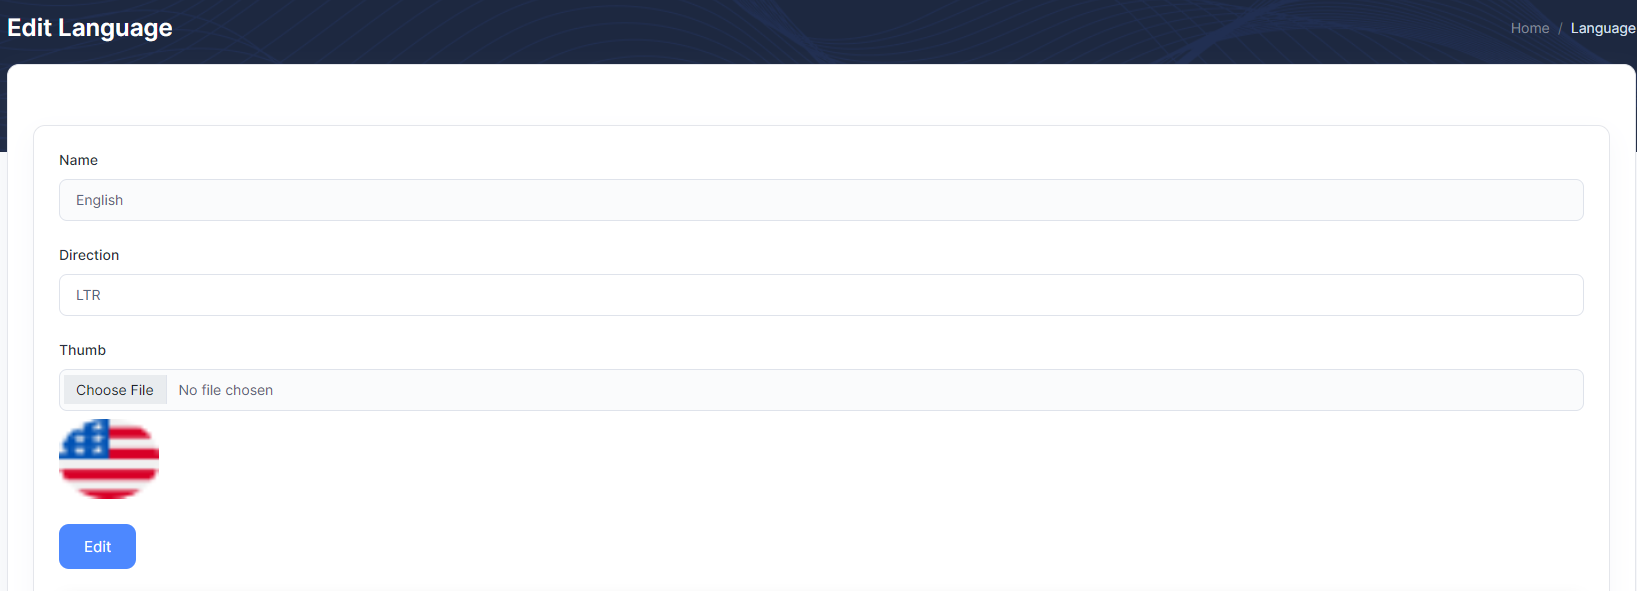 Edit Language
Home / Language
Name
English
Direction
LTR
Thumb
Choose File No file chosen
Edit